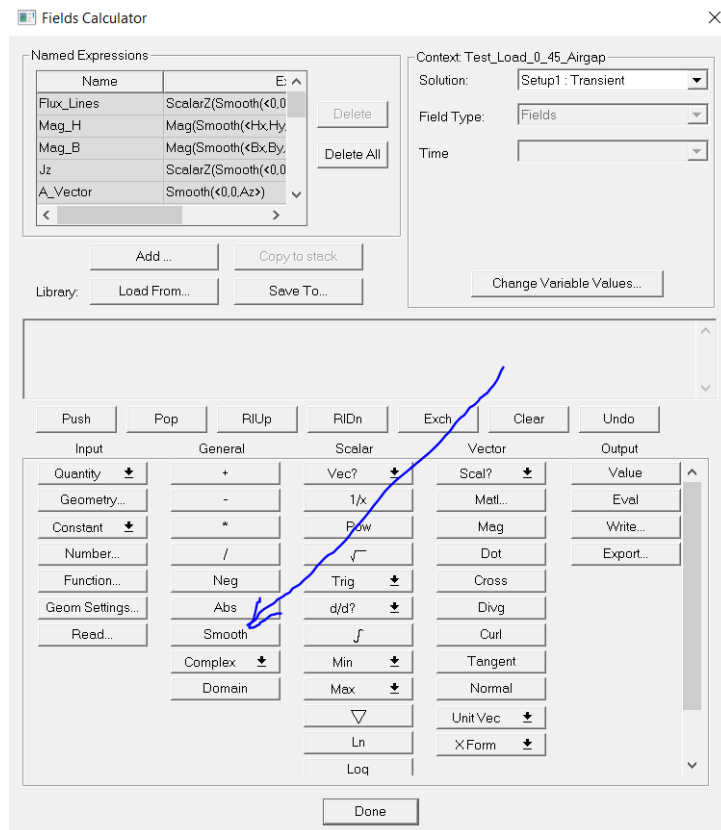 Fields Calculator
Named Expressions
Name E:
Flux_Lines ScalarZ(Smooth(<0,0
Mag_H Mag(Smooth(<Hx,Hy,
Mag_B Mag(Smooth(<Bx,By,
Jz ScalarZ(Smooth(<0,0
A_Vector Smooth(<0,0,Az>)
Delete
Delete All
Add ...
Copy to stack
Library:
Load From...
Save To...
Context: Test_Load_0_45_Airgap
Solution: Setup1 : Transient
Field Type: Fields
Time
Change Variable Values...
Push Pop RlUp RlDn Exch Clear Undo
Input General Scalar Vector Output
Quantity + Vec? Scal? Value
Geometry... - 1/x Matl... Eval
Constant * Pow Mag Write...
Number... / √ Dot Export...
Function... Neg Trig Cross
Geom Settings... Abs d/d? Divg
Read... Smooth ∫ Curl
Complex Min Tangent
Domain Max Normal
▽ Unit Vec
Ln XForm
Log
Done